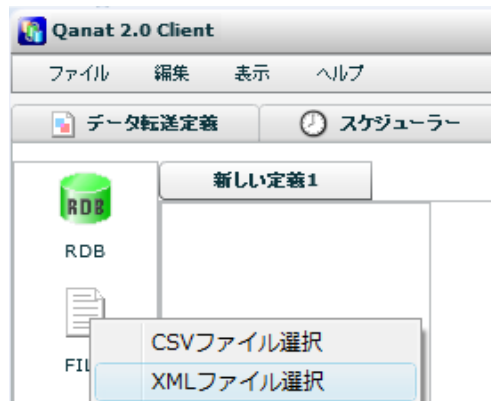 Qanat 2.0 Client
ファイル 編集 表示 ヘルプ
データ転送定義 スケジューラー
新しい定義1
RDB
RDB
CSVファイル選択
XMLファイル選択